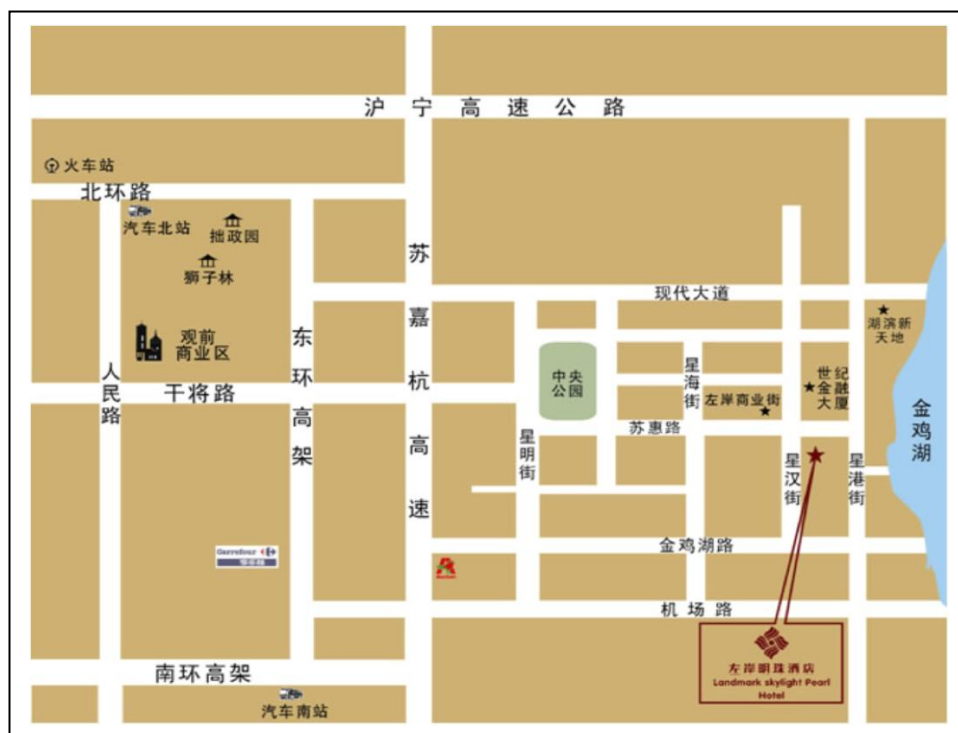 沪宁高速公路
火车站
北环路
汽车北站
拙政园
狮子林
苏嘉杭高速
现代大道
湖滨新
天地
观前
商业区
东环高架
人民路
干将路
中央
公园
星海街
世纪
金融
大厦
左岸商业街
金鸡湖
苏惠路
星明街
星汉街
星港街
Carrefour
金鸡湖路
Auchan
机场路
南环高架
汽车南站
左岸明珠酒店
Landmark skylight Pearl
Hotel